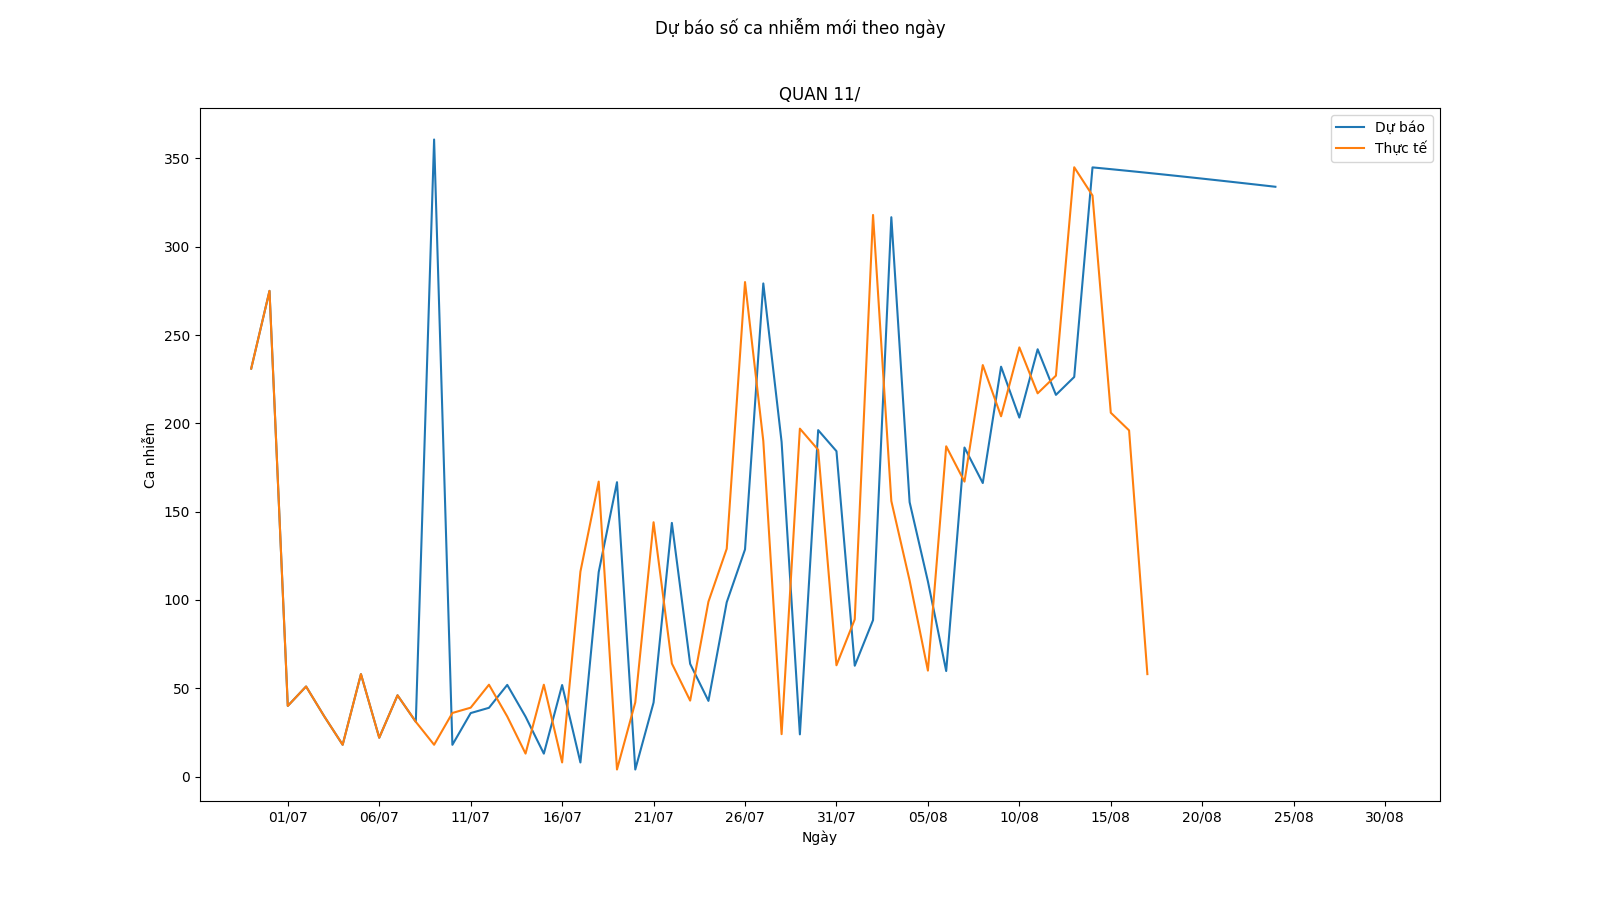 Dự báo số ca nhiễm mới theo ngày
QUAN 11/
Dự báo
Thực tế
350
300
250
200
150
100
50
0
Ca nhiễm
01/07 06/07 11/07 16/07 21/07 26/07 31/07 05/08 10/08 15/08 20/08 25/08 30/08
Ngày